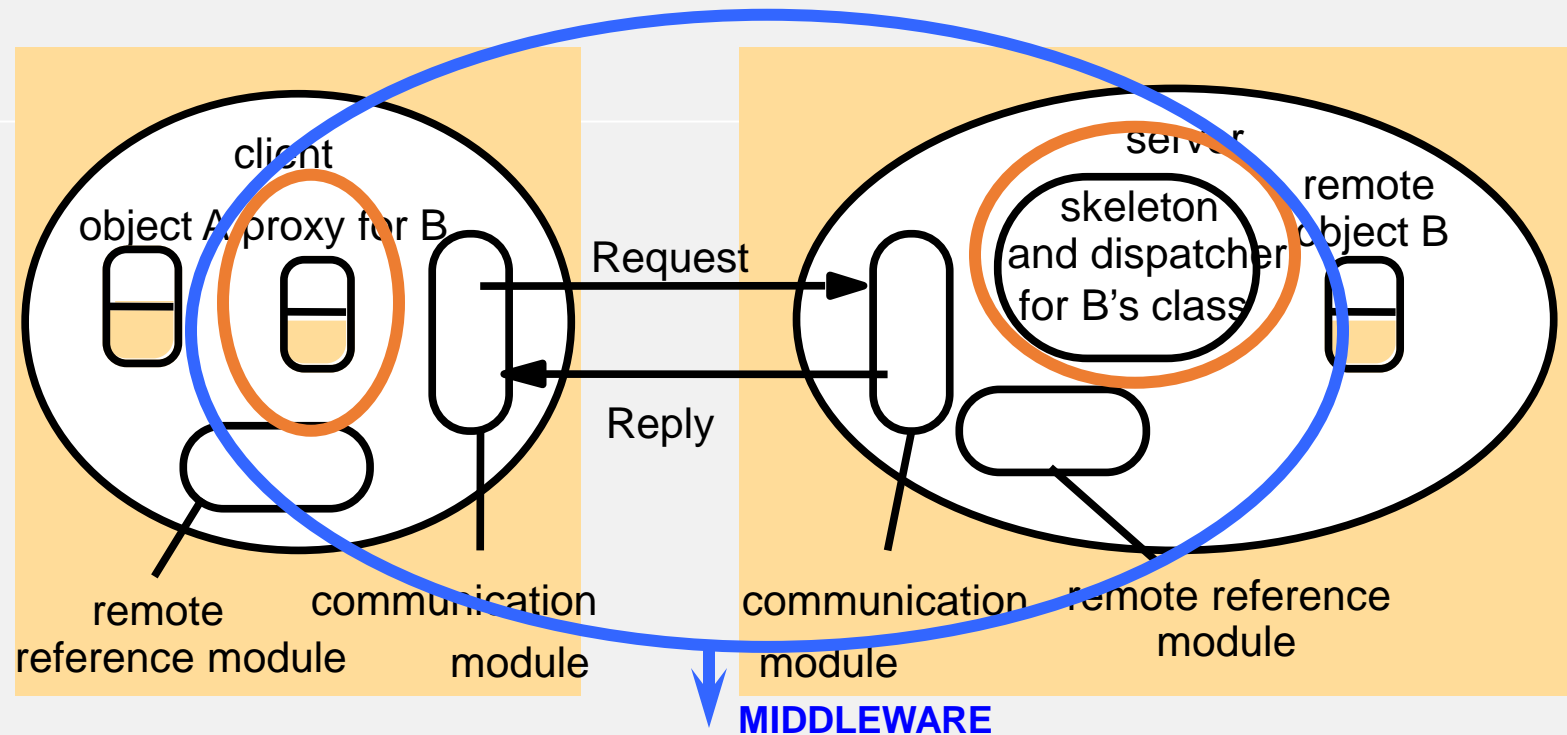 client
server
object A proxy for B
skeleton
and dispatcher
for B’s class
remote
object B
Request
Reply
remote
reference module
communication
module
communication
module
remote reference
module
MIDDLEWARE